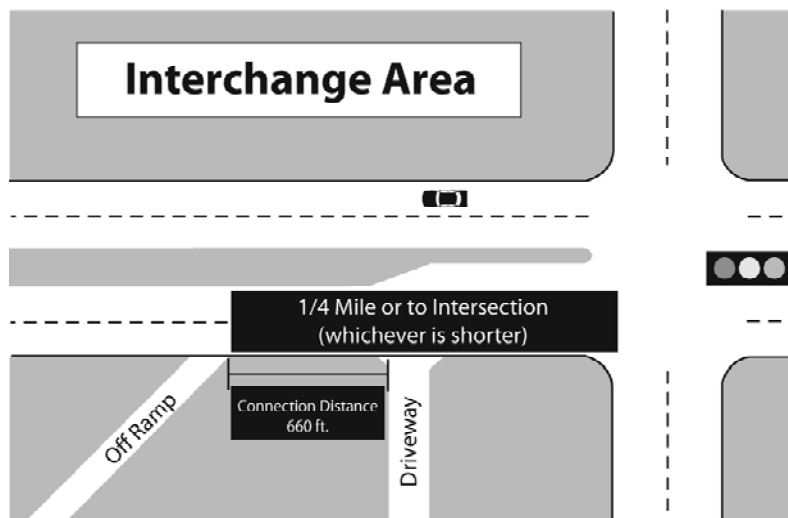 Interchange Area
1/4 Mile or to Intersection
(whichever is shorter)
Connection Distance
660 ft.
Off Ramp
Driveway